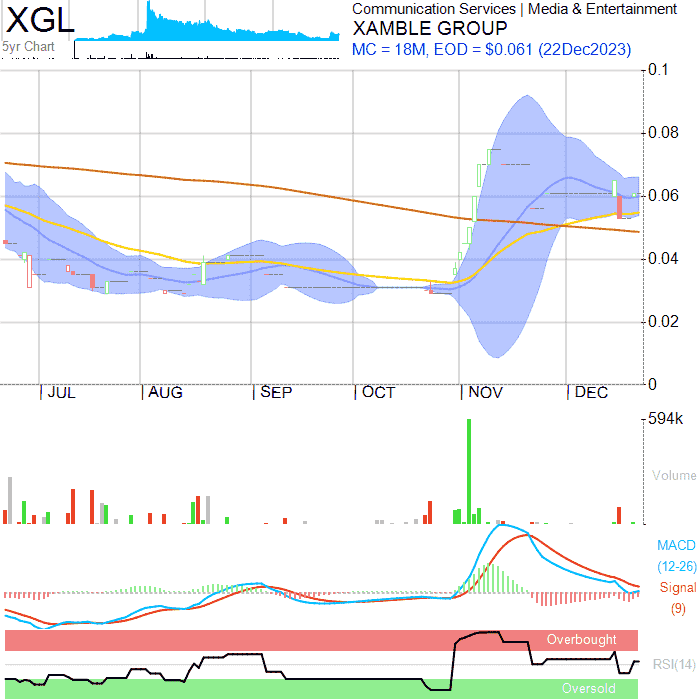 XGL
5yr Chart
Communication Services | Media & Entertainment
XAMBLE GROUP
MC = 18M, EOD = $0.061 (22Dec2023)
0.1
0.08
0.06
0.04
0.02
0
JUL AUG SEP OCT NOV DEC
594k
Volume
MACD
(12-26)
Signal
(9)
Overbought
RSI(14)
Oversold